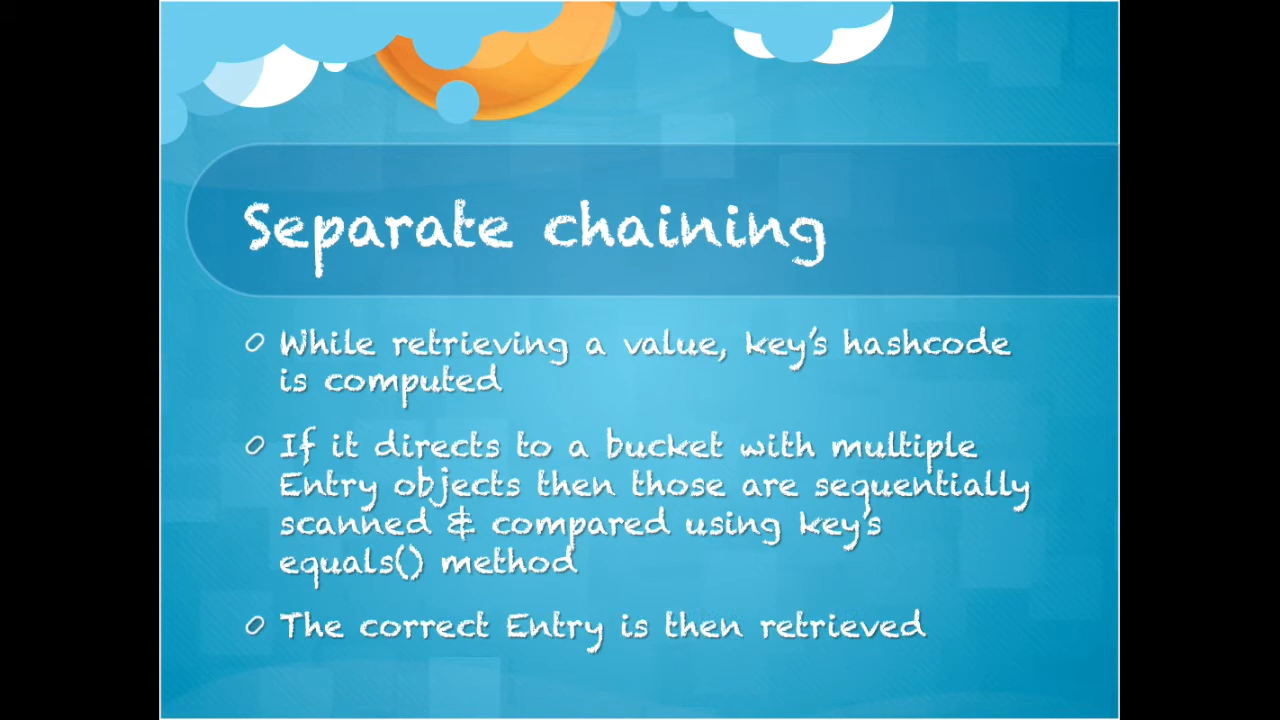 Separate chaining
While retrieving a value, key's hashcode
is computed
If it directs to a bucket with multiple
Entry objects then those are sequentially
scanned & compared using key's
equals() method
The correct Entry is then retrieved